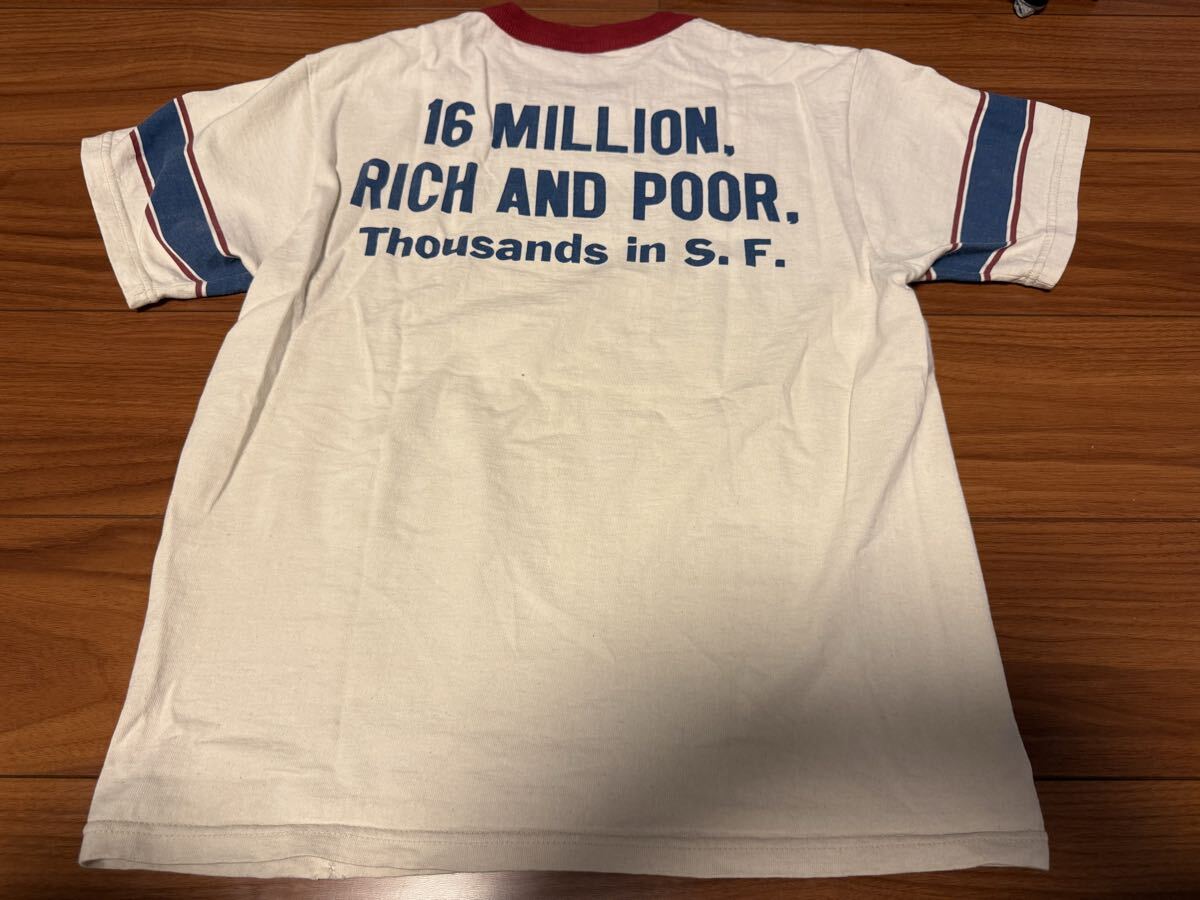 16 MILLION,
RICH AND POOR,
Thousands in S. F.